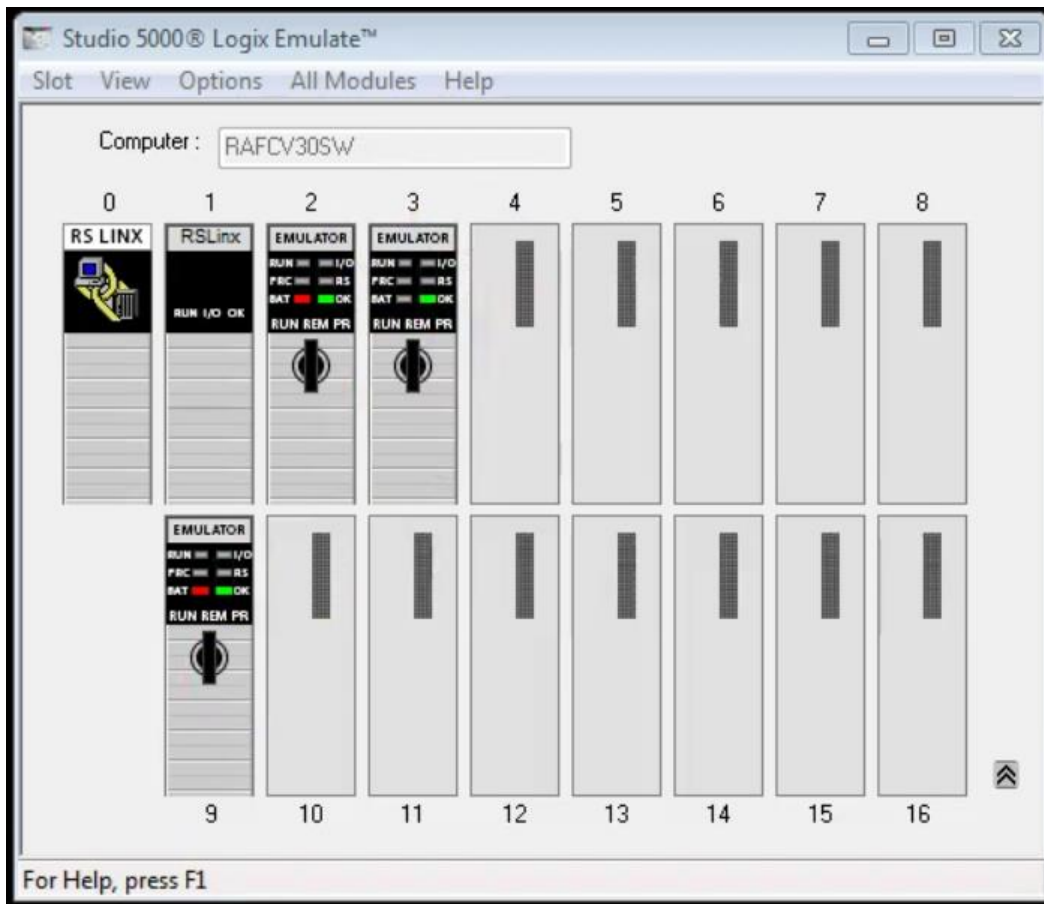 Studio 5000® Logix Emulate™
Slot View Options All Modules Help
Computer : RAFCV30SW
0 1 2 3 4 5 6 7 8
RS LINX RSLinx EMULATOR EMULATOR
RUN I/O RUN I/O
FRC RS FRC RS
BAT OK BAT OK
RUN I/O OK RUN REM PR RUN REM PR
EMULATOR
RUN I/O
FRC RS
BAT OK
RUN REM PR
9 10 11 12 13 14 15 16
For Help, press F1